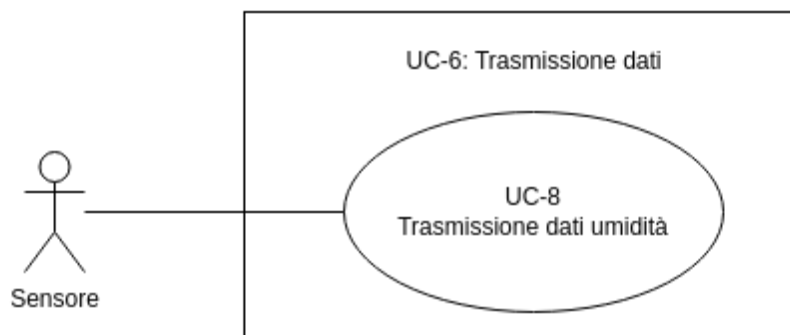 UC-6: Trasmissione dati
UC-8
Trasmissione dati umidità
Sensore